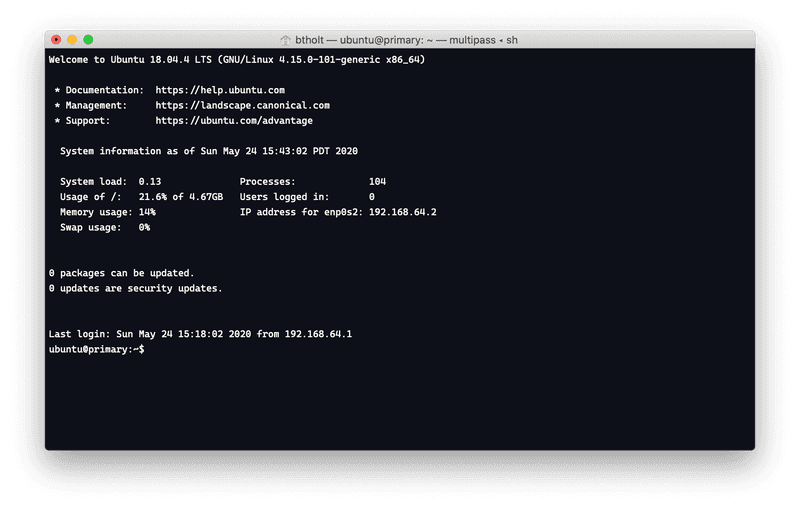 btholt — ubuntu@primary: ~ — multipass ◂ sh
Welcome to Ubuntu 18.04.4 LTS (GNU/Linux 4.15.0-101-generic x86_64)
* Documentation:  https://help.ubuntu.com
* Management:     https://landscape.canonical.com
* Support:        https://ubuntu.com/advantage
System information as of Sun May 24 15:43:02 PDT 2020
System load:  0.13              Processes:             104
Usage of /:   21.6% of 4.67GB   Users logged in:       0
Memory usage: 14%               IP address for enp0s2: 192.168.64.2
Swap usage:   0%
0 packages can be updated.
0 updates are security updates.
Last login: Sun May 24 15:18:02 2020 from 192.168.64.1
ubuntu@primary:~$